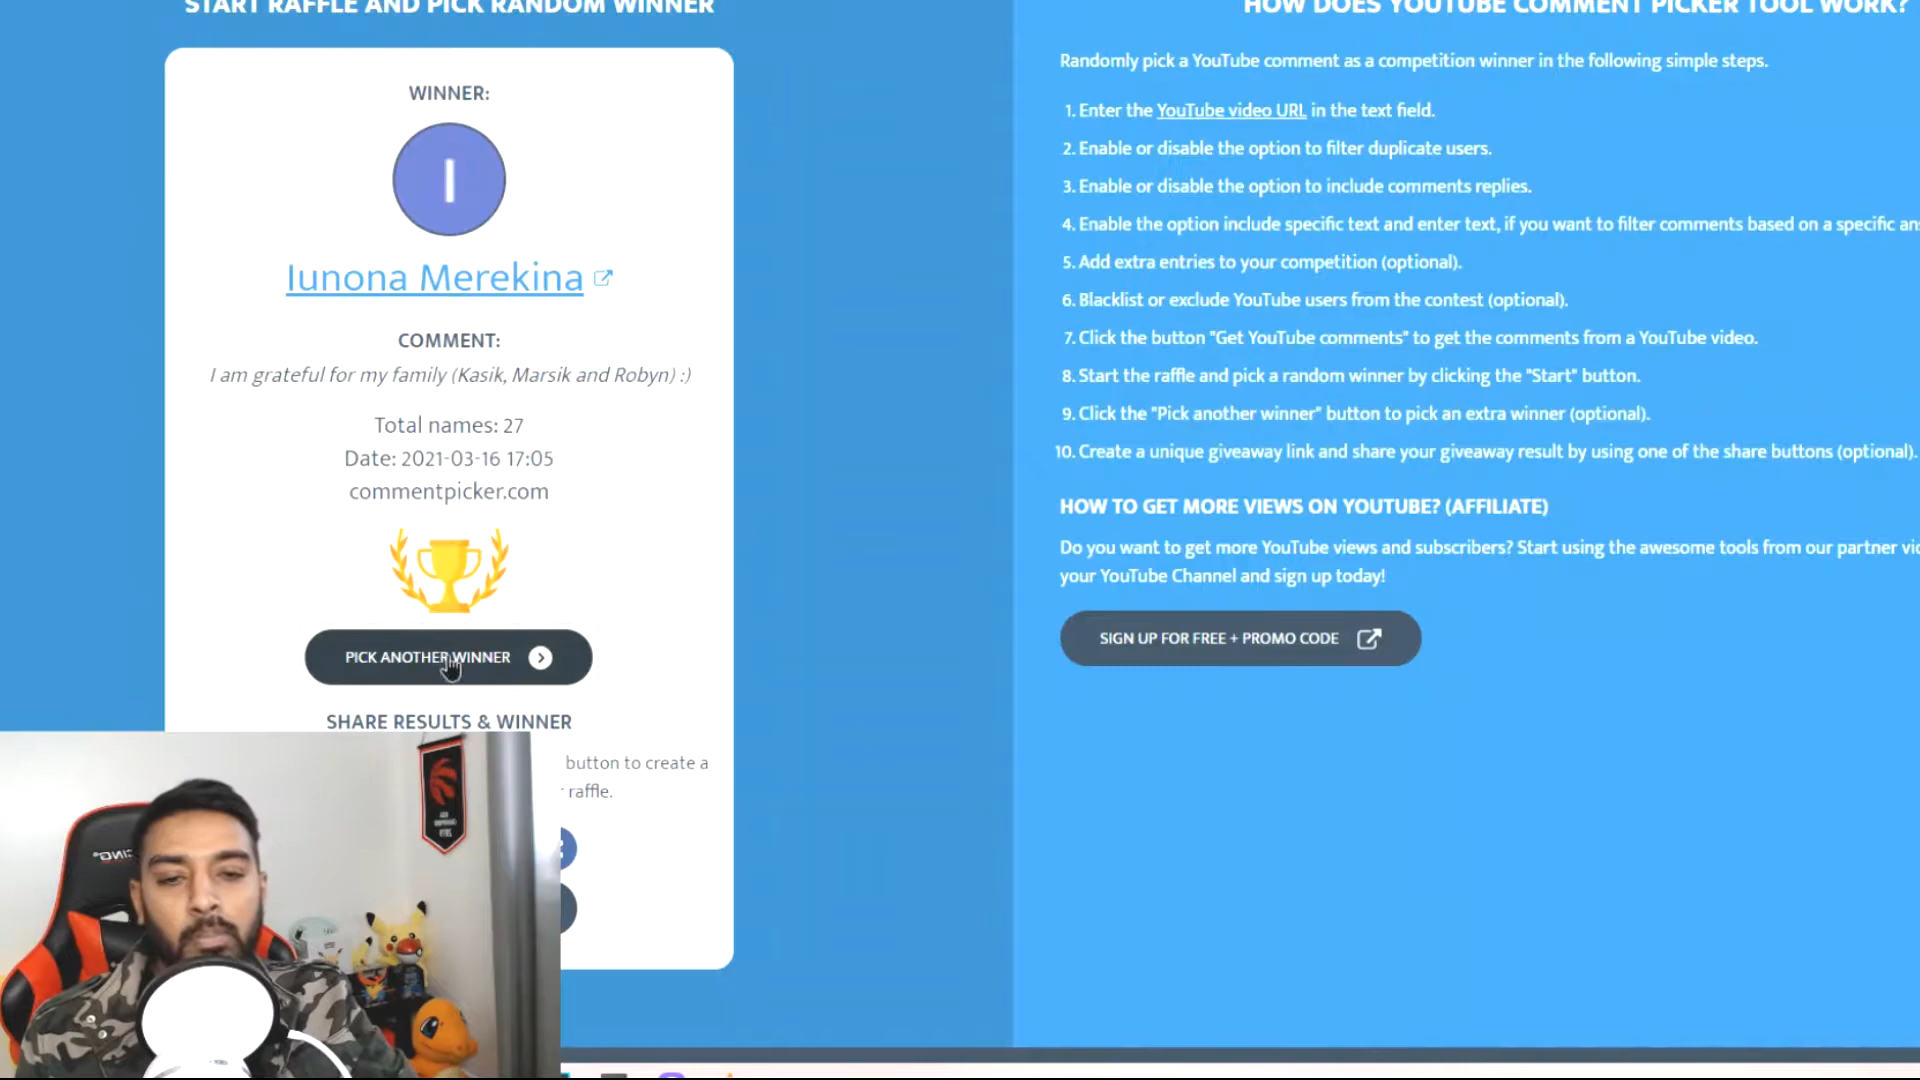 START RAFFLE AND PICK RANDOM WINNER
WINNER:
I
Iunona Merekina
COMMENT:
I am grateful for my family (Kasik, Marsik and Robyn) :)
Total names: 27
Date: 2021-03-16 17:05
commentpicker.com
PICK ANOTHER WINNER
SHARE RESULTS & WINNER
button to create a
raffle.
HOW DOES YOUTUBE COMMENT PICKER TOOL WORK?
Randomly pick a YouTube comment as a competition winner in the following simple steps.
1. Enter the YouTube video URL in the text field.
2. Enable or disable the option to filter duplicate users.
3. Enable or disable the option to include comments replies.
4. Enable the option include specific text and enter text, if you want to filter comments based on a specific
5. Add extra entries to your competition (optional).
6. Blacklist or exclude YouTube users from the contest (optional).
7. Click the button "Get YouTube comments" to get the comments from a YouTube video.
8. Start the raffle and pick a random winner by clicking the "Start" button.
9. Click the "Pick another winner" button to pick an extra winner (optional).
10. Create a unique giveaway link and share your giveaway result by using one of the share buttons (optional).
HOW TO GET MORE VIEWS ON YOUTUBE? (AFFILIATE)
Do you want to get more YouTube views and subscribers? Start using the awesome tools from our partner
your YouTube Channel and sign up today!
SIGN UP FOR FREE + PROMO CODE